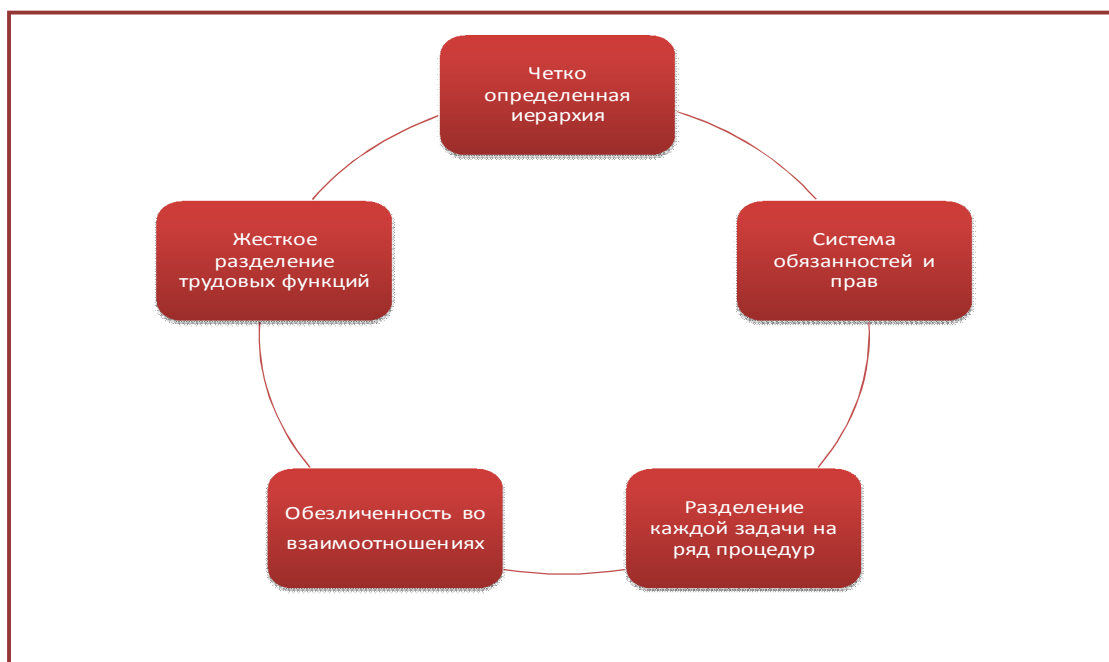 Четко
определенная
иерархия
Жесткое
разделение
трудовых функций
Система
обязанностей и
прав
Обезличенность во
взаимоотношениях
Разделение
каждой задачи на
ряд процедур